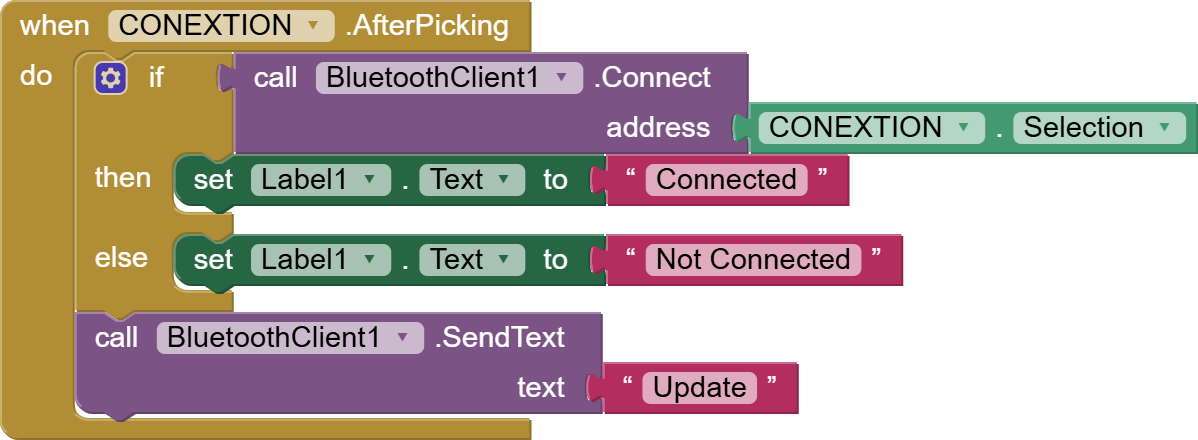 when CONEXTION .AfterPicking
do if call BluetoothClient1 .Connect
address CONEXTION . Selection
then set Label1 . Text to “ Connected ”
else set Label1 . Text to “ Not Connected ”
call BluetoothClient1 .SendText
text “ Update ”